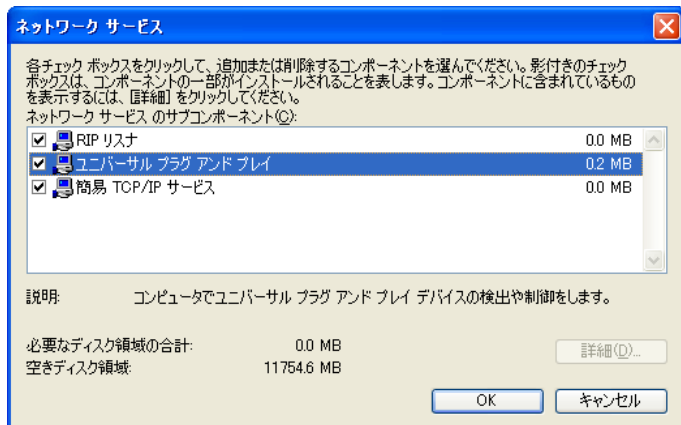 ネットワーク サービス
各チェック ボックスをクリックして、追加または削除するコンポーネントを選んでください。影付きのチェック
ボックスは、コンポーネントの一部がインストールされることを表します。コンポーネントに含まれているもの
を表示するには、[詳細] をクリックしてください。
ネットワーク サービス のサブコンポーネント(C):
RIP リスナ 0.0 MB
ユニバーサル プラグ アンド プレイ 0.2 MB
簡易 TCP/IP サービス 0.0 MB
説明: コンピュータでユニバーサル プラグ アンド プレイ デバイスの検出や制御をします。
必要なディスク領域の合計: 0.0 MB
空きディスク領域: 11754.6 MB
詳細(D)...
OK キャンセル